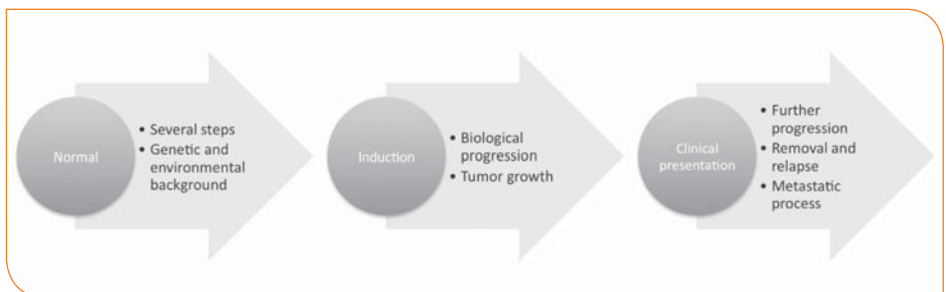 Normal
• Several steps
• Genetic and
environmental
background
Induction
• Biological
progression
• Tumor growth
Clinical
presentation
• Further
progression
• Removal and
relapse
• Metastatic
process